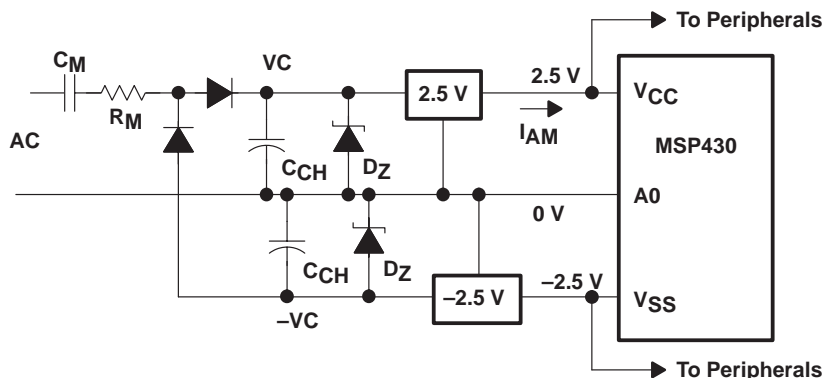 To Peripherals
CM
VC
2.5 V
2.5 V
VCC
RM
IAM
MSP430
AC
CCH
DZ
A0
0 V
CCH
DZ
–2.5 V
–2.5 V
VSS
–VC
To Peripherals